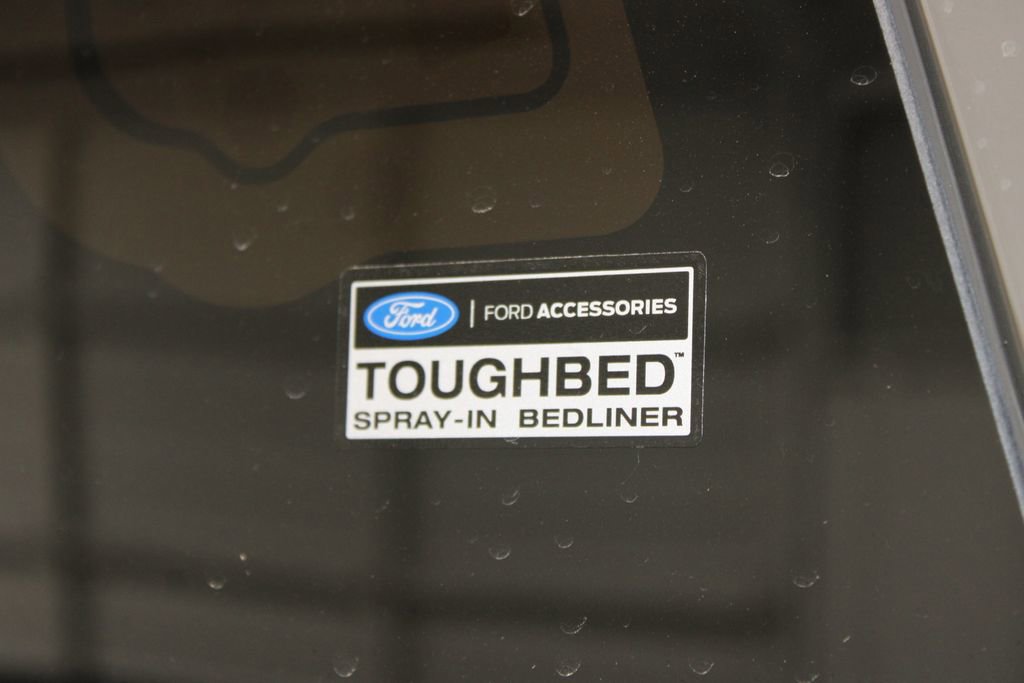 Ford | FORD ACCESSORIES
TOUGHBED™
SPRAY-IN BEDLINER